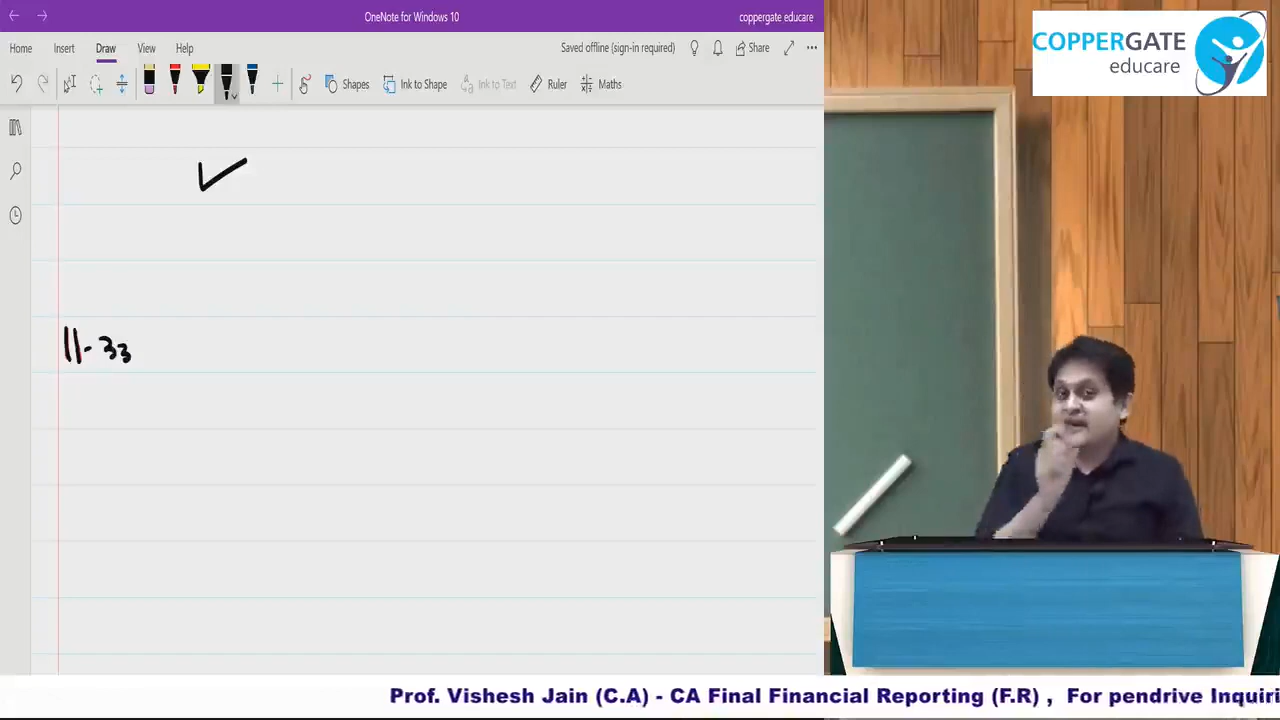 OneNote for Windows 10
coppergate educare
Home Insert Draw View Help
Saved offline (sign-in required)
Share
Shapes
Ink to Shape
Ink to Text
Ruler
Maths
COPPERGATE
educare
11-33
Prof. Vishesh Jain (C.A) - CA Final Financial Reporting (F.R) , For pendrive Inquiri